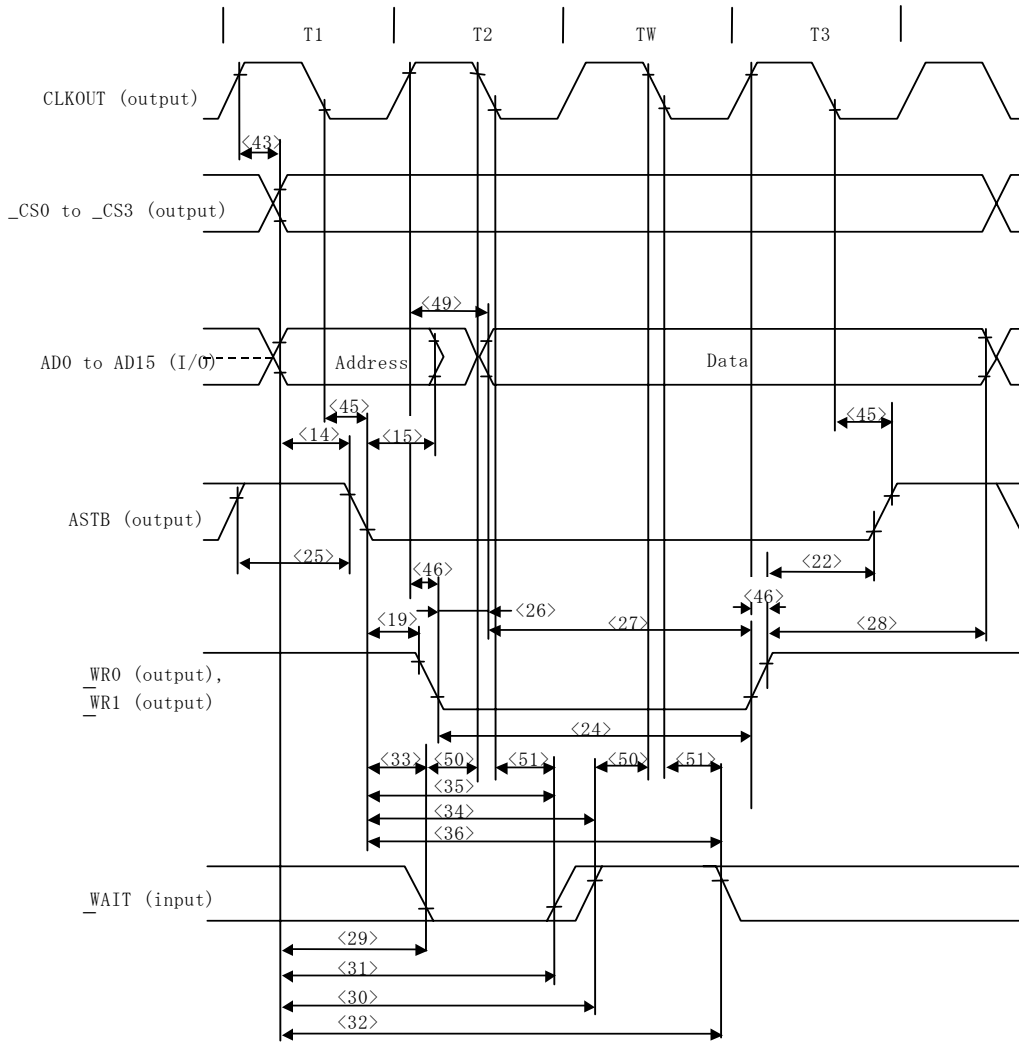 T1 T2 TW T3
CLKOUT (output)
<43>
_CS0 to _CS3 (output)
<49>
AD0 to AD15 (I/O) Address Data
<45> <45>
<14> <15>
ASTB (output)
<25> <22>
<46> <46>
<26>
<19> <27> <28>
_WR0 (output),
_WR1 (output)
<24>
<33> <50> <51> <50> <51>
<35>
<34>
<36>
_WAIT (input)
<29>
<31>
<30>
<32>